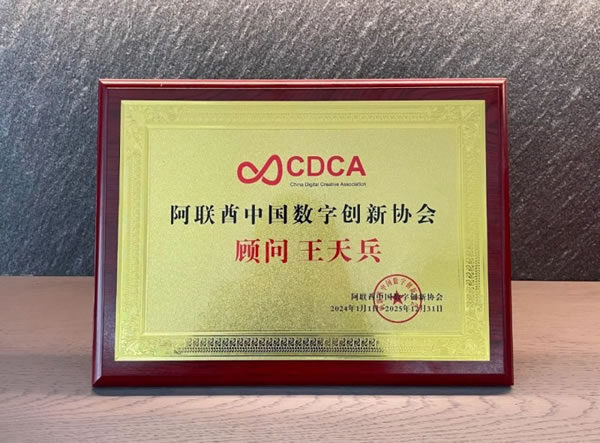 CDCA
China Digital Creative Association
阿联酋中国数字创新协会
顾问 王天兵
阿联酋中国数字创新协会
2024年1月1日-2025年12月31日